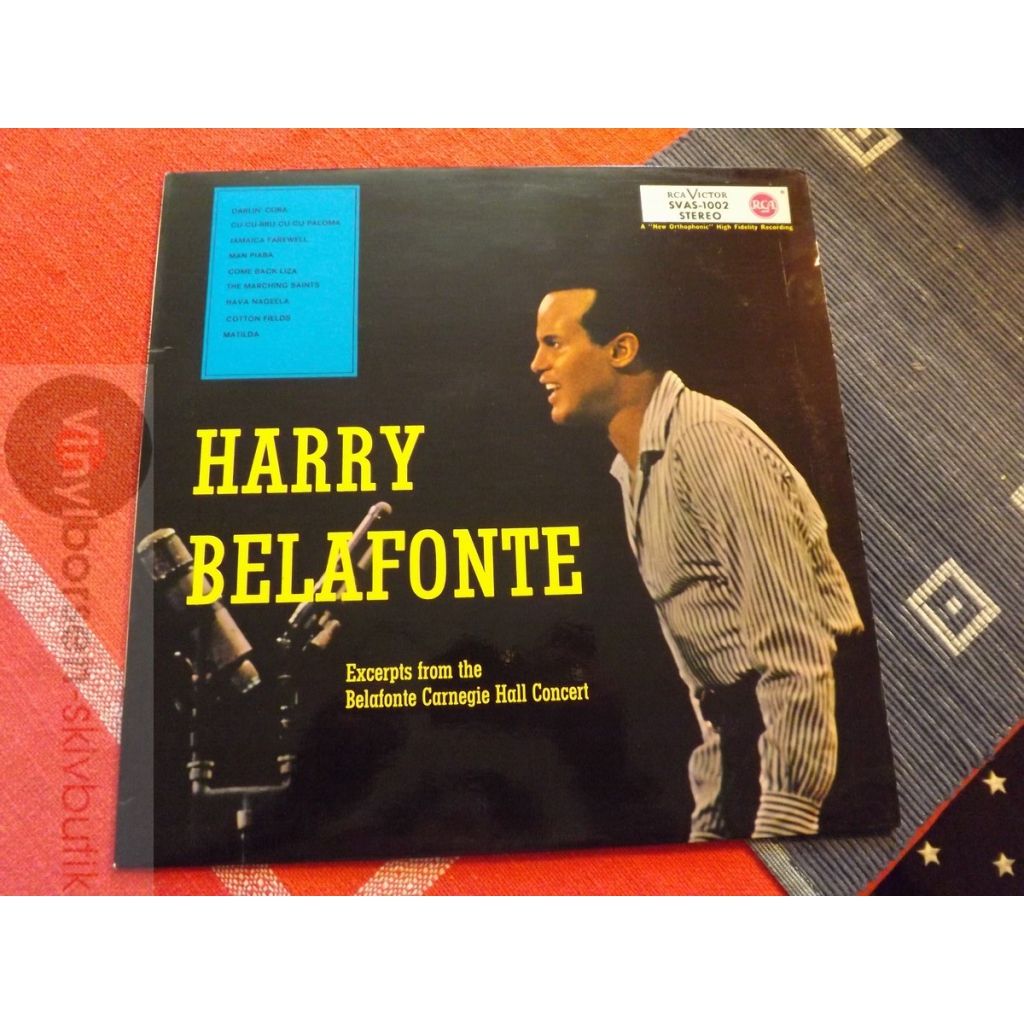 DARLIN' CORA
CU-CU-RRU-CU-CU PALOMA
JAMAICA FAREWELL
MAN PIABA
COME BACK LIZA
THE MARCHING SAINTS
HAVA NAGEELA
COTTON FIELDS
MATILDA
RCA VICTOR
SVAS-1002
STEREO
RCA
A "New Orthophonic" High Fidelity Recording
HARRY
BELAFONTE
Excerpts from the
Belafonte Carnegie Hall Concert